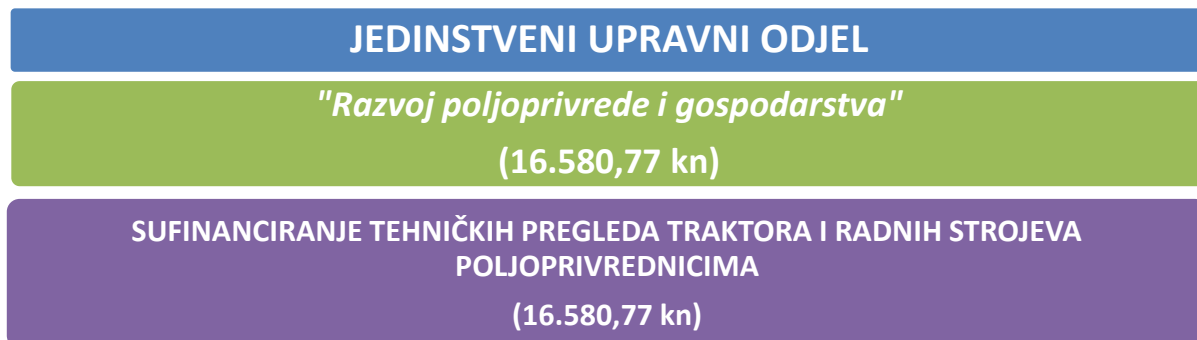 JEDINSTVENI UPRAVNI ODJEL
"Razvoj poljoprivrede i gospodarstva"
(16.580,77 kn)
SUFINANCIRANJE TEHNIČKIH PREGLEDA TRAKTORA I RADNIH STROJEVA
POLJOPRIVREDNICIMA
(16.580,77 kn)